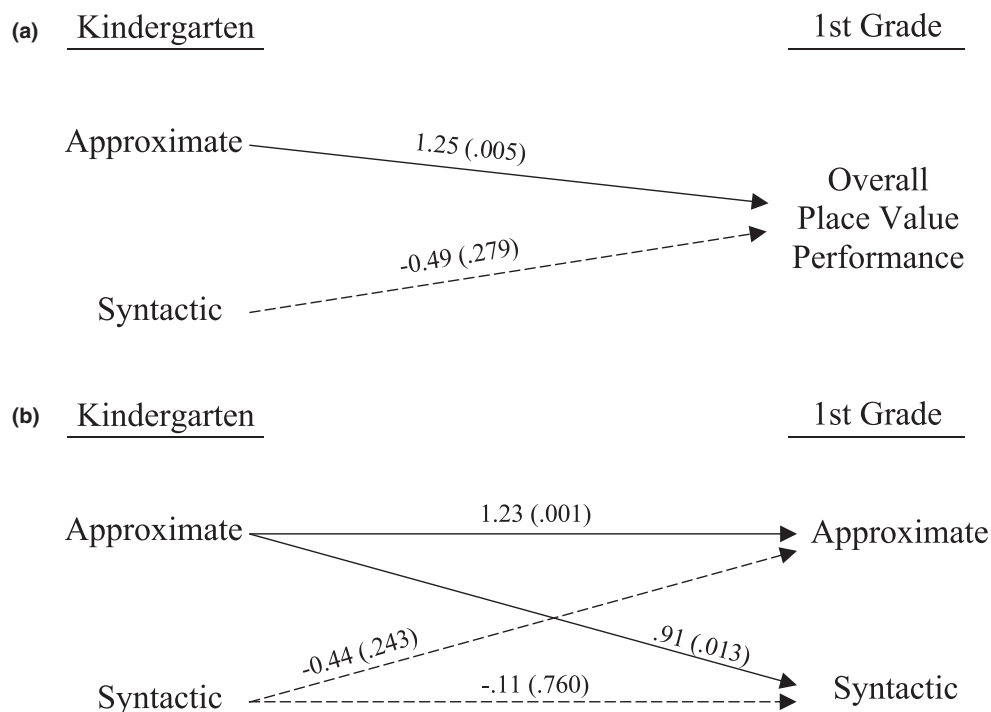 (a) Kindergarten 1st Grade
Approximate
1.25 (.005)
Overall
Place Value
Performance
-0.49 (.279)
Syntactic
(b) Kindergarten 1st Grade
Approximate 1.23 (.001) Approximate
-0.44 (.243) .91 (.013)
Syntactic -.11 (.760) Syntactic